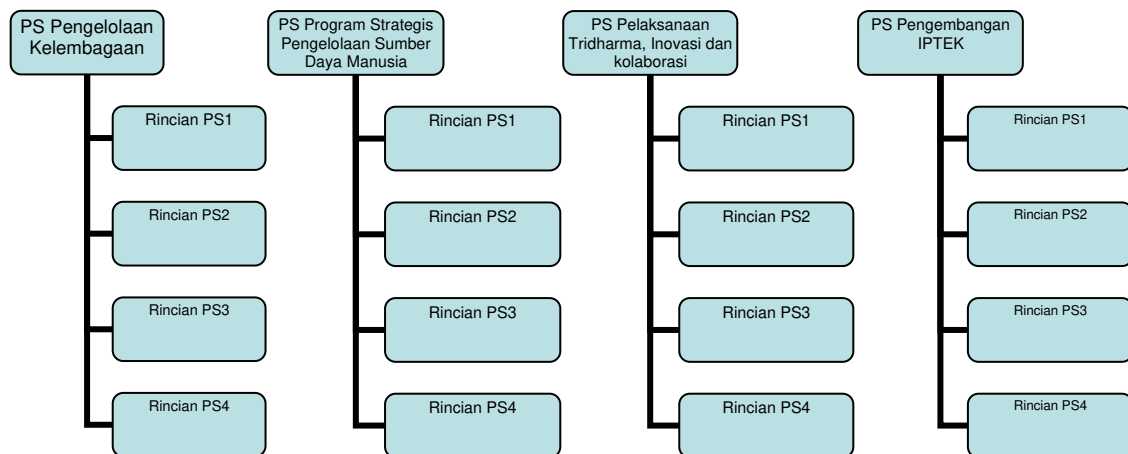 PS Pengelolaan
Kelembagaan
Rincian PS1
Rincian PS2
Rincian PS3
Rincian PS4
PS Program Strategis
Pengelolaan Sumber
Daya Manusia
Rincian PS1
Rincian PS2
Rincian PS3
Rincian PS4
PS Pelaksanaan
Tridharma, Inovasi dan
kolaborasi
Rincian PS1
Rincian PS2
Rincian PS3
Rincian PS4
PS Pengembangan
IPTEK
Rincian PS1
Rincian PS2
Rincian PS3
Rincian PS4